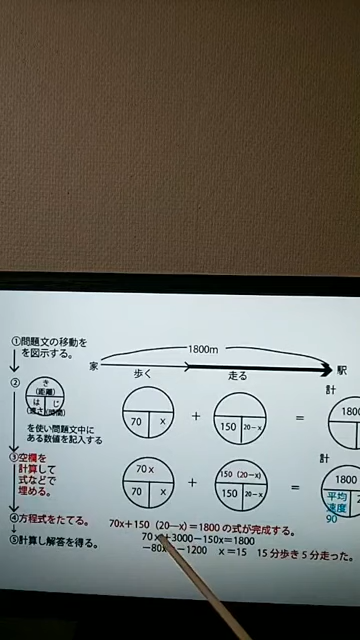 ①問題文の移動を
を図示する。
1800m
家
駅
歩く
走る
②
き
(距離)
は
じ
(速さ)
(時間)
を使い問題文中に
ある数値を記入する
計
70
x
+
150
20−x
=
1800
③空欄を
計算して
式などで
埋める。
計
70x
70
x
+
150 (20−x)
150
20−x
=
1800
平均
速度
90
④方程式をたてる。
70x+150 (20−x)=1800 の式が完成する。
⑤計算し解答を得る。
70x+3000−150x=1800
−80x −1200 x=15 15分歩き5分走った。